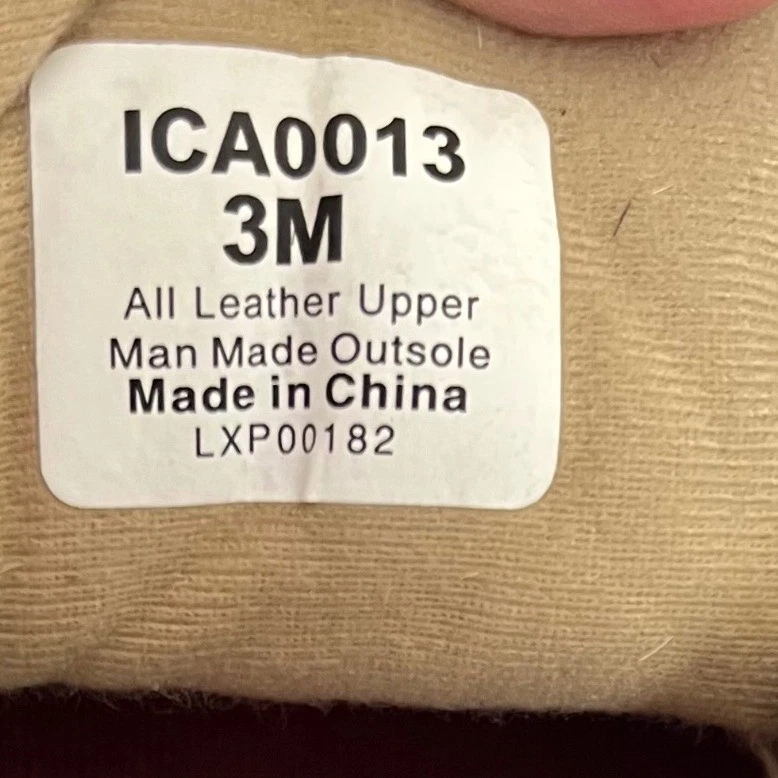 ICA0013
3M
All Leather Upper
Man Made Outsole
Made in China
LXP00182